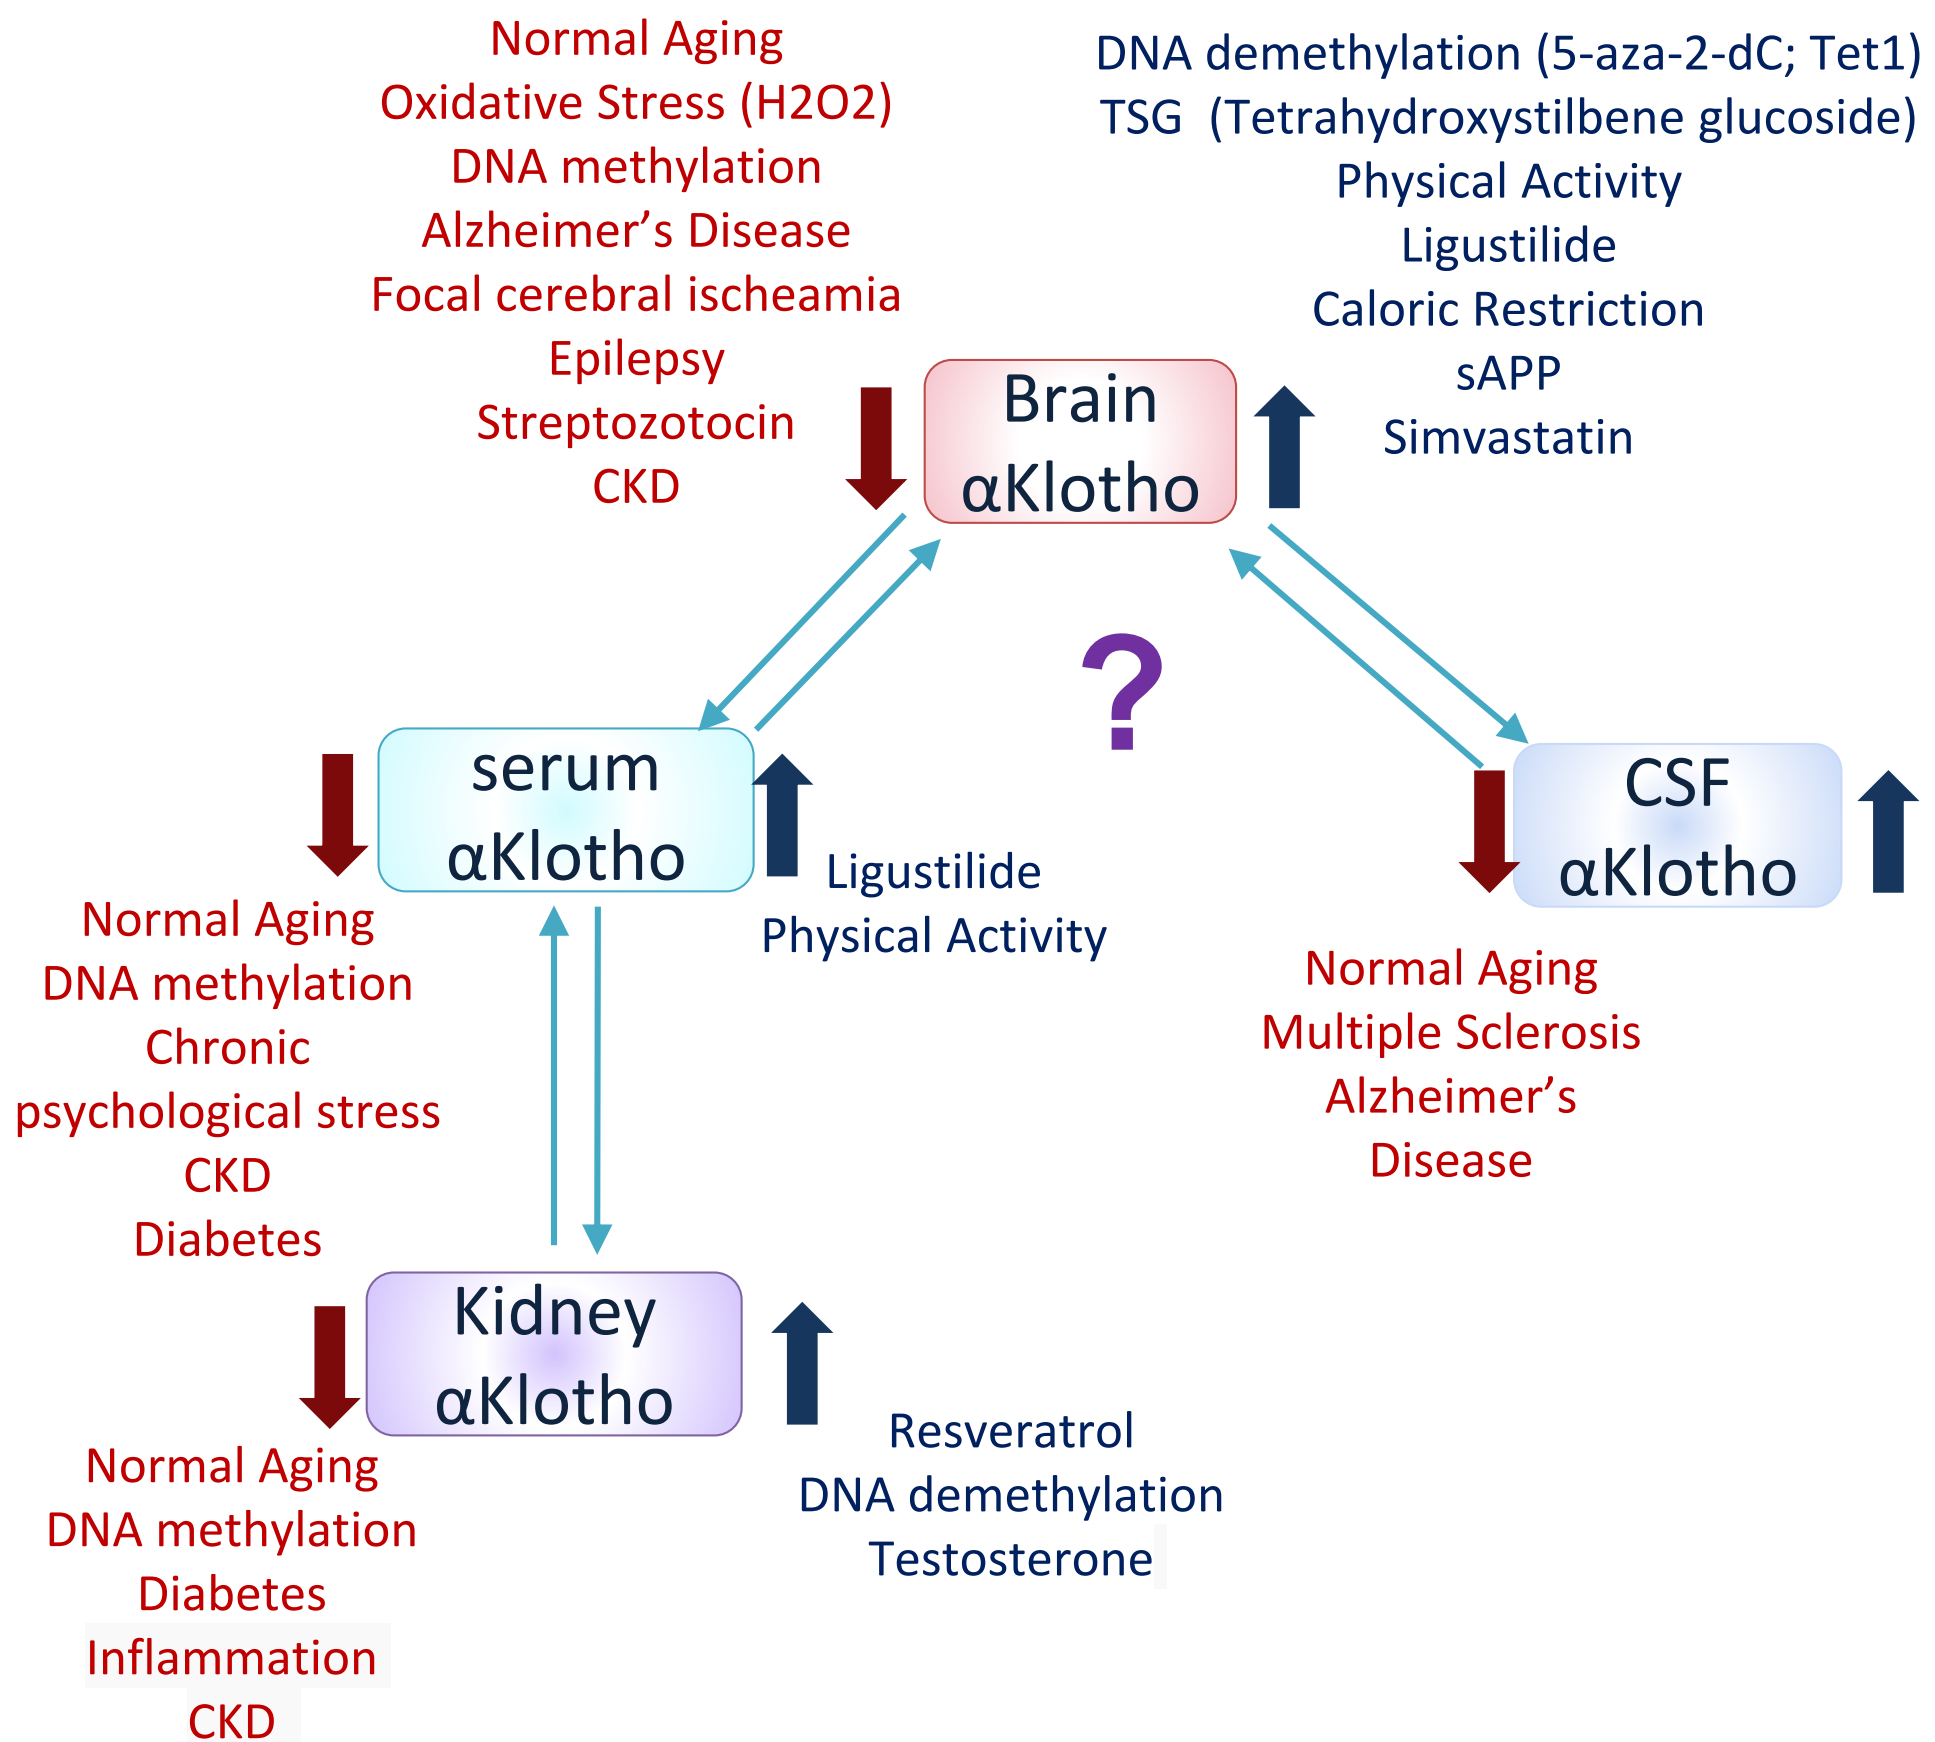 Normal Aging
Oxidative Stress (H2O2)
DNA methylation
Alzheimer’s Disease
Focal cerebral ischeamia
Epilepsy
Streptozotocin
CKD
DNA demethylation (5-aza-2-dC; Tet1)
TSG  (Tetrahydroxystilbene glucoside)
Physical Activity
Ligustilide
Caloric Restriction
sAPP
Simvastatin
Brain
αKlotho
?
serum
αKlotho
Ligustilide
Physical Activity
Normal Aging
DNA methylation
Chronic
psychological stress
CKD
Diabetes
CSF
αKlotho
Normal Aging
Multiple Sclerosis
Alzheimer’s
Disease
Kidney
αKlotho
Normal Aging
DNA methylation
Diabetes
Inflammation
CKD
Resveratrol
DNA demethylation
Testosterone